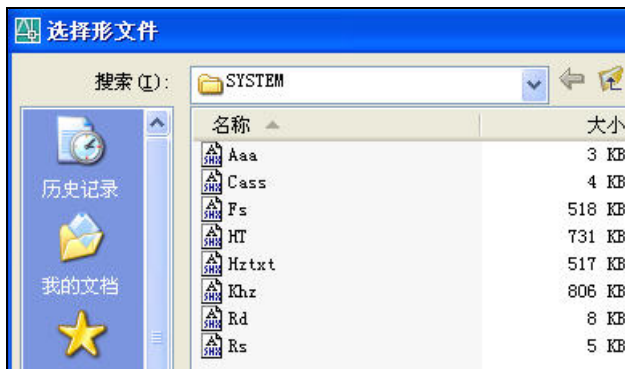 选择形文件
搜索(I): SYSTEM
名称 大小
历史记录
我的文档
Aaa 3 KB
Cass 4 KB
Fs 518 KB
HT 731 KB
Hztxt 517 KB
Khz 806 KB
Rd 8 KB
Rs 5 KB